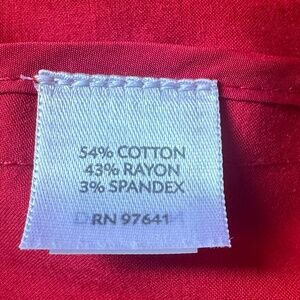 54% COTTON
43% RAYON
3% SPANDEX
RN 97641